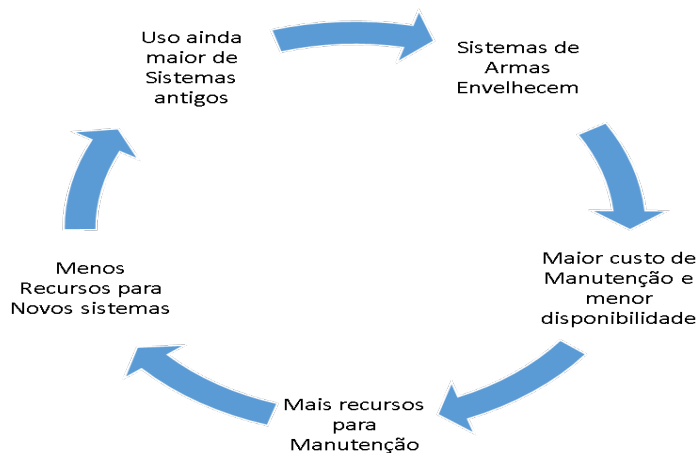 Uso ainda
maior de
Sistemas
antigos
Sistemas de
Armas
Envelhecem
Maior custo de
Manutenção e
menor
disponibilidade
Mais recursos
para
Manutenção
Menos
Recursos para
Novos sistemas